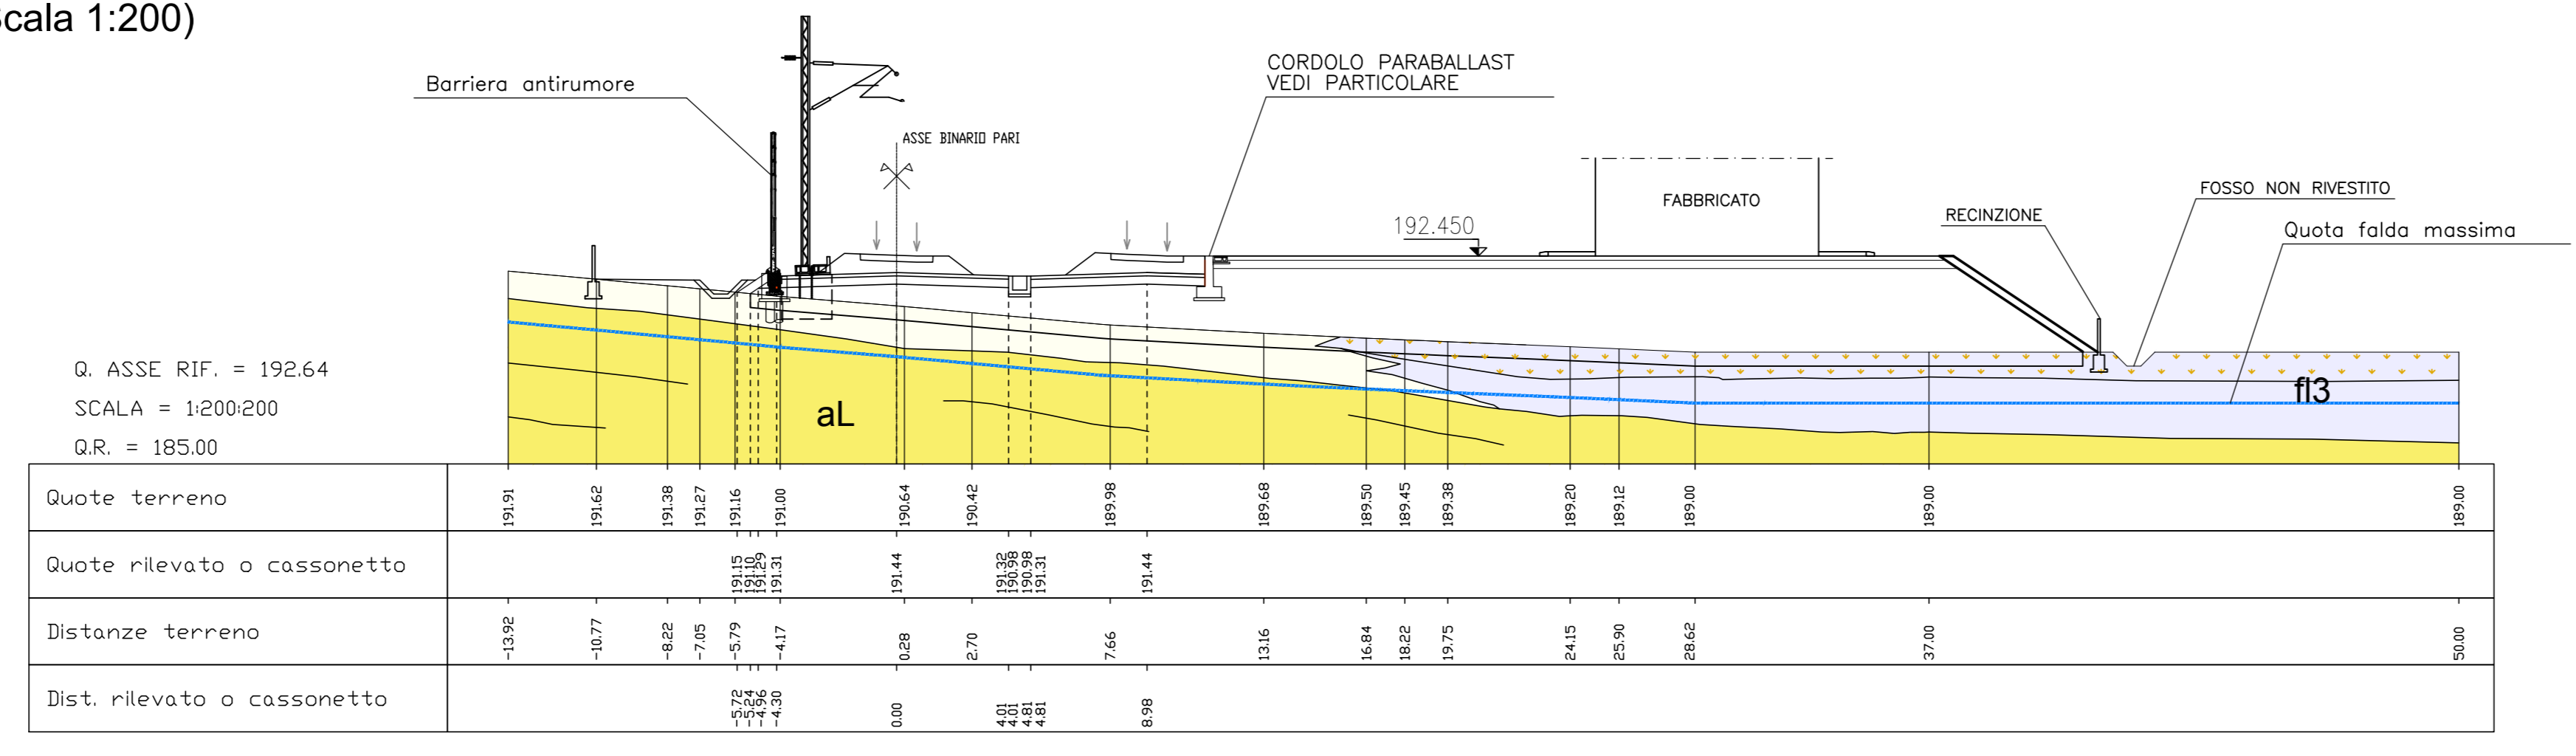 cala 1:200)
CORDOLO PARABALLAST
VEDI PARTICOLARE
Barriera antirumore
ASSE BINARIO PARI
FOSSO NON RIVESTITO
FABBRICATO
RECINZIONE
192.450
Quota falda massima
Q. ASSE RIF. = 192.64
SCALA = 1:200:200
Q.R. = 185.00
aL
fl3
Quote terreno
191.91 191.62 191.38 191.27 191.16 191.00 190.64 190.42 189.98 189.68 189.50 189.45 189.38 189.20 189.12 189.00 189.00 189.00
Quote rilevato o cassonetto
191.15 191.10 191.29 191.31 191.44 191.32 190.98 190.98 191.31 191.44
Distanze terreno
-13.92 -10.77 -8.22 -7.05 -5.79 -4.17 0.28 2.70 7.66 13.16 16.84 18.22 19.75 24.15 25.90 28.62 37.00 50.00
Dist. rilevato o cassonetto
-5.72 -5.24 -4.96 -4.30 0.00 4.01 4.01 4.81 4.81 8.98